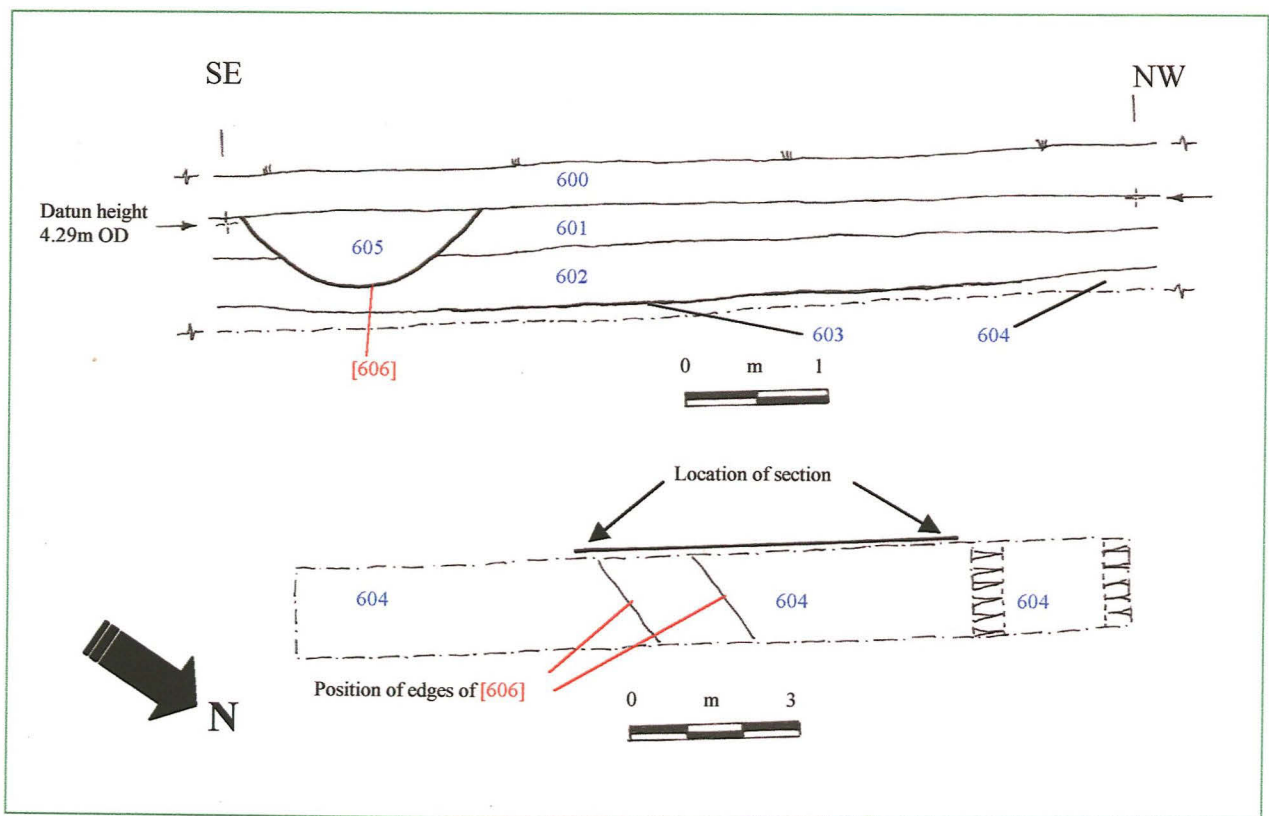 SE
NW
600
Datun height
4.29m OD
601
605
602
603
604
[606]
0 m 1
Location of section
604
604
604
Position of edges of [606]
0 m 3
N